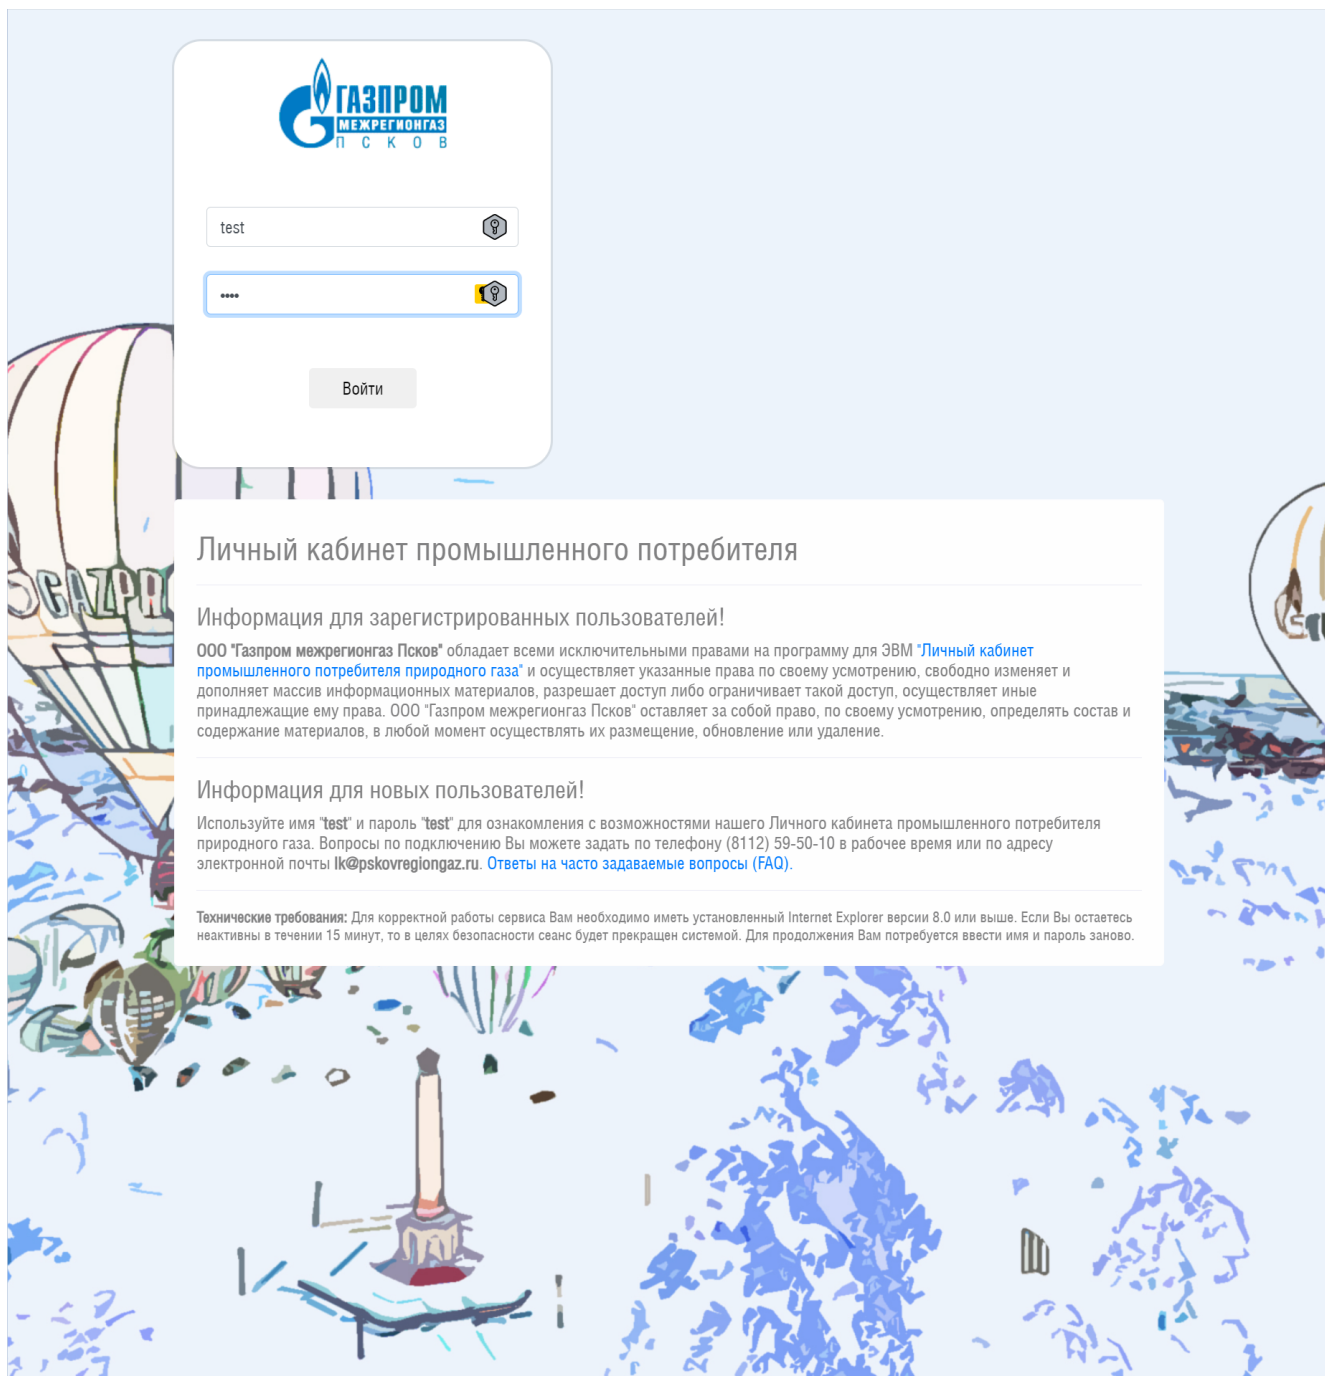 ГАЗПРОМ
МЕЖРЕГИОНГАЗ
ПСКОВ
test
••••
Войти
Личный кабинет промышленного потребителя
Информация для зарегистрированных пользователей!
ООО "Газпром межрегионгаз Псков" обладает всеми исключительными правами на программу для ЭВМ "Личный кабинет
промышленного потребителя природного газа" и осуществляет указанные права по своему усмотрению, свободно изменяет и
дополняет массив информационных материалов, разрешает доступ либо ограничивает такой доступ, осуществляет иные
принадлежащие ему права. ООО "Газпром межрегионгаз Псков" оставляет за собой право, по своему усмотрению, определять состав и
содержание материалов, в любой момент осуществлять их размещение, обновление или удаление.
Информация для новых пользователей!
Используйте имя "test" и пароль "test" для ознакомления с возможностями нашего Личного кабинета промышленного потребителя
природного газа. Вопросы по подключению Вы можете задать по телефону (8112) 59-50-10 в рабочее время или по адресу
электронной почты lk@pskovregiongaz.ru. Ответы на часто задаваемые вопросы (FAQ).
Технические требования: Для корректной работы сервиса Вам необходимо иметь установленный Internet Explorer версии 8.0 или выше. Если Вы остаетесь
неактивны в течении 15 минут, то в целях безопасности сеанс будет прекращен системой. Для продолжения Вам потребуется ввести имя и пароль заново.